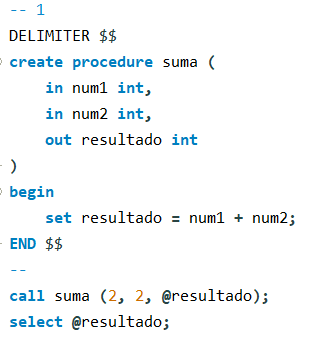 -- 1
DELIMITER $$
create procedure suma (
    in num1 int,
    in num2 int,
    out resultado int
)
begin
    set resultado = num1 + num2;
END $$
--
call suma (2, 2, @resultado);
select @resultado;